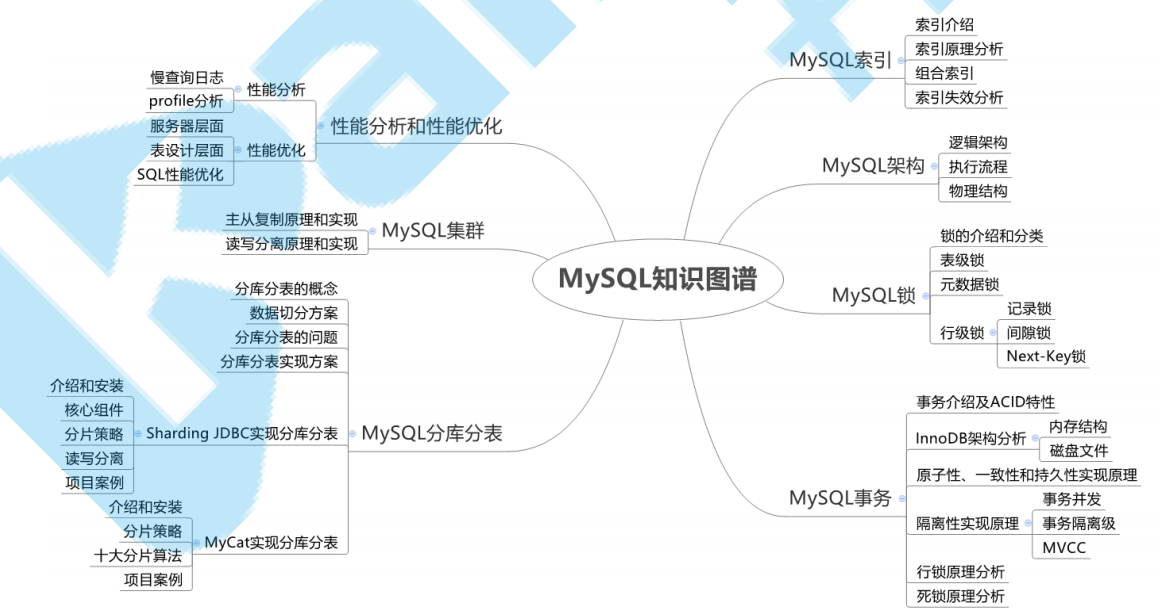 MySQL知识图谱
MySQL索引
索引介绍
索引原理分析
组合索引
索引失效分析
MySQL架构
逻辑架构
执行流程
物理结构
MySQL锁
锁的介绍和分类
表级锁
元数据锁
行级锁
记录锁
间隙锁
Next-Key锁
MySQL事务
事务介绍及ACID特性
InnoDB架构分析
内存结构
磁盘文件
原子性、一致性和持久性实现原理
隔离性实现原理
事务并发
事务隔离级
MVCC
行锁原理分析
死锁原理分析
性能分析和性能优化
性能分析
慢查询日志
profile分析
性能优化
服务器层面
表设计层面
SQL性能优化
MySQL集群
主从复制原理和实现
读写分离原理和实现
MySQL分库分表
分库分表的概念
数据切分方案
分库分表的问题
分库分表实现方案
Sharding JDBC实现分库分表
介绍和安装
核心组件
分片策略
读写分离
项目案例
MyCat实现分库分表
介绍和安装
分片策略
十大分片算法
项目案例